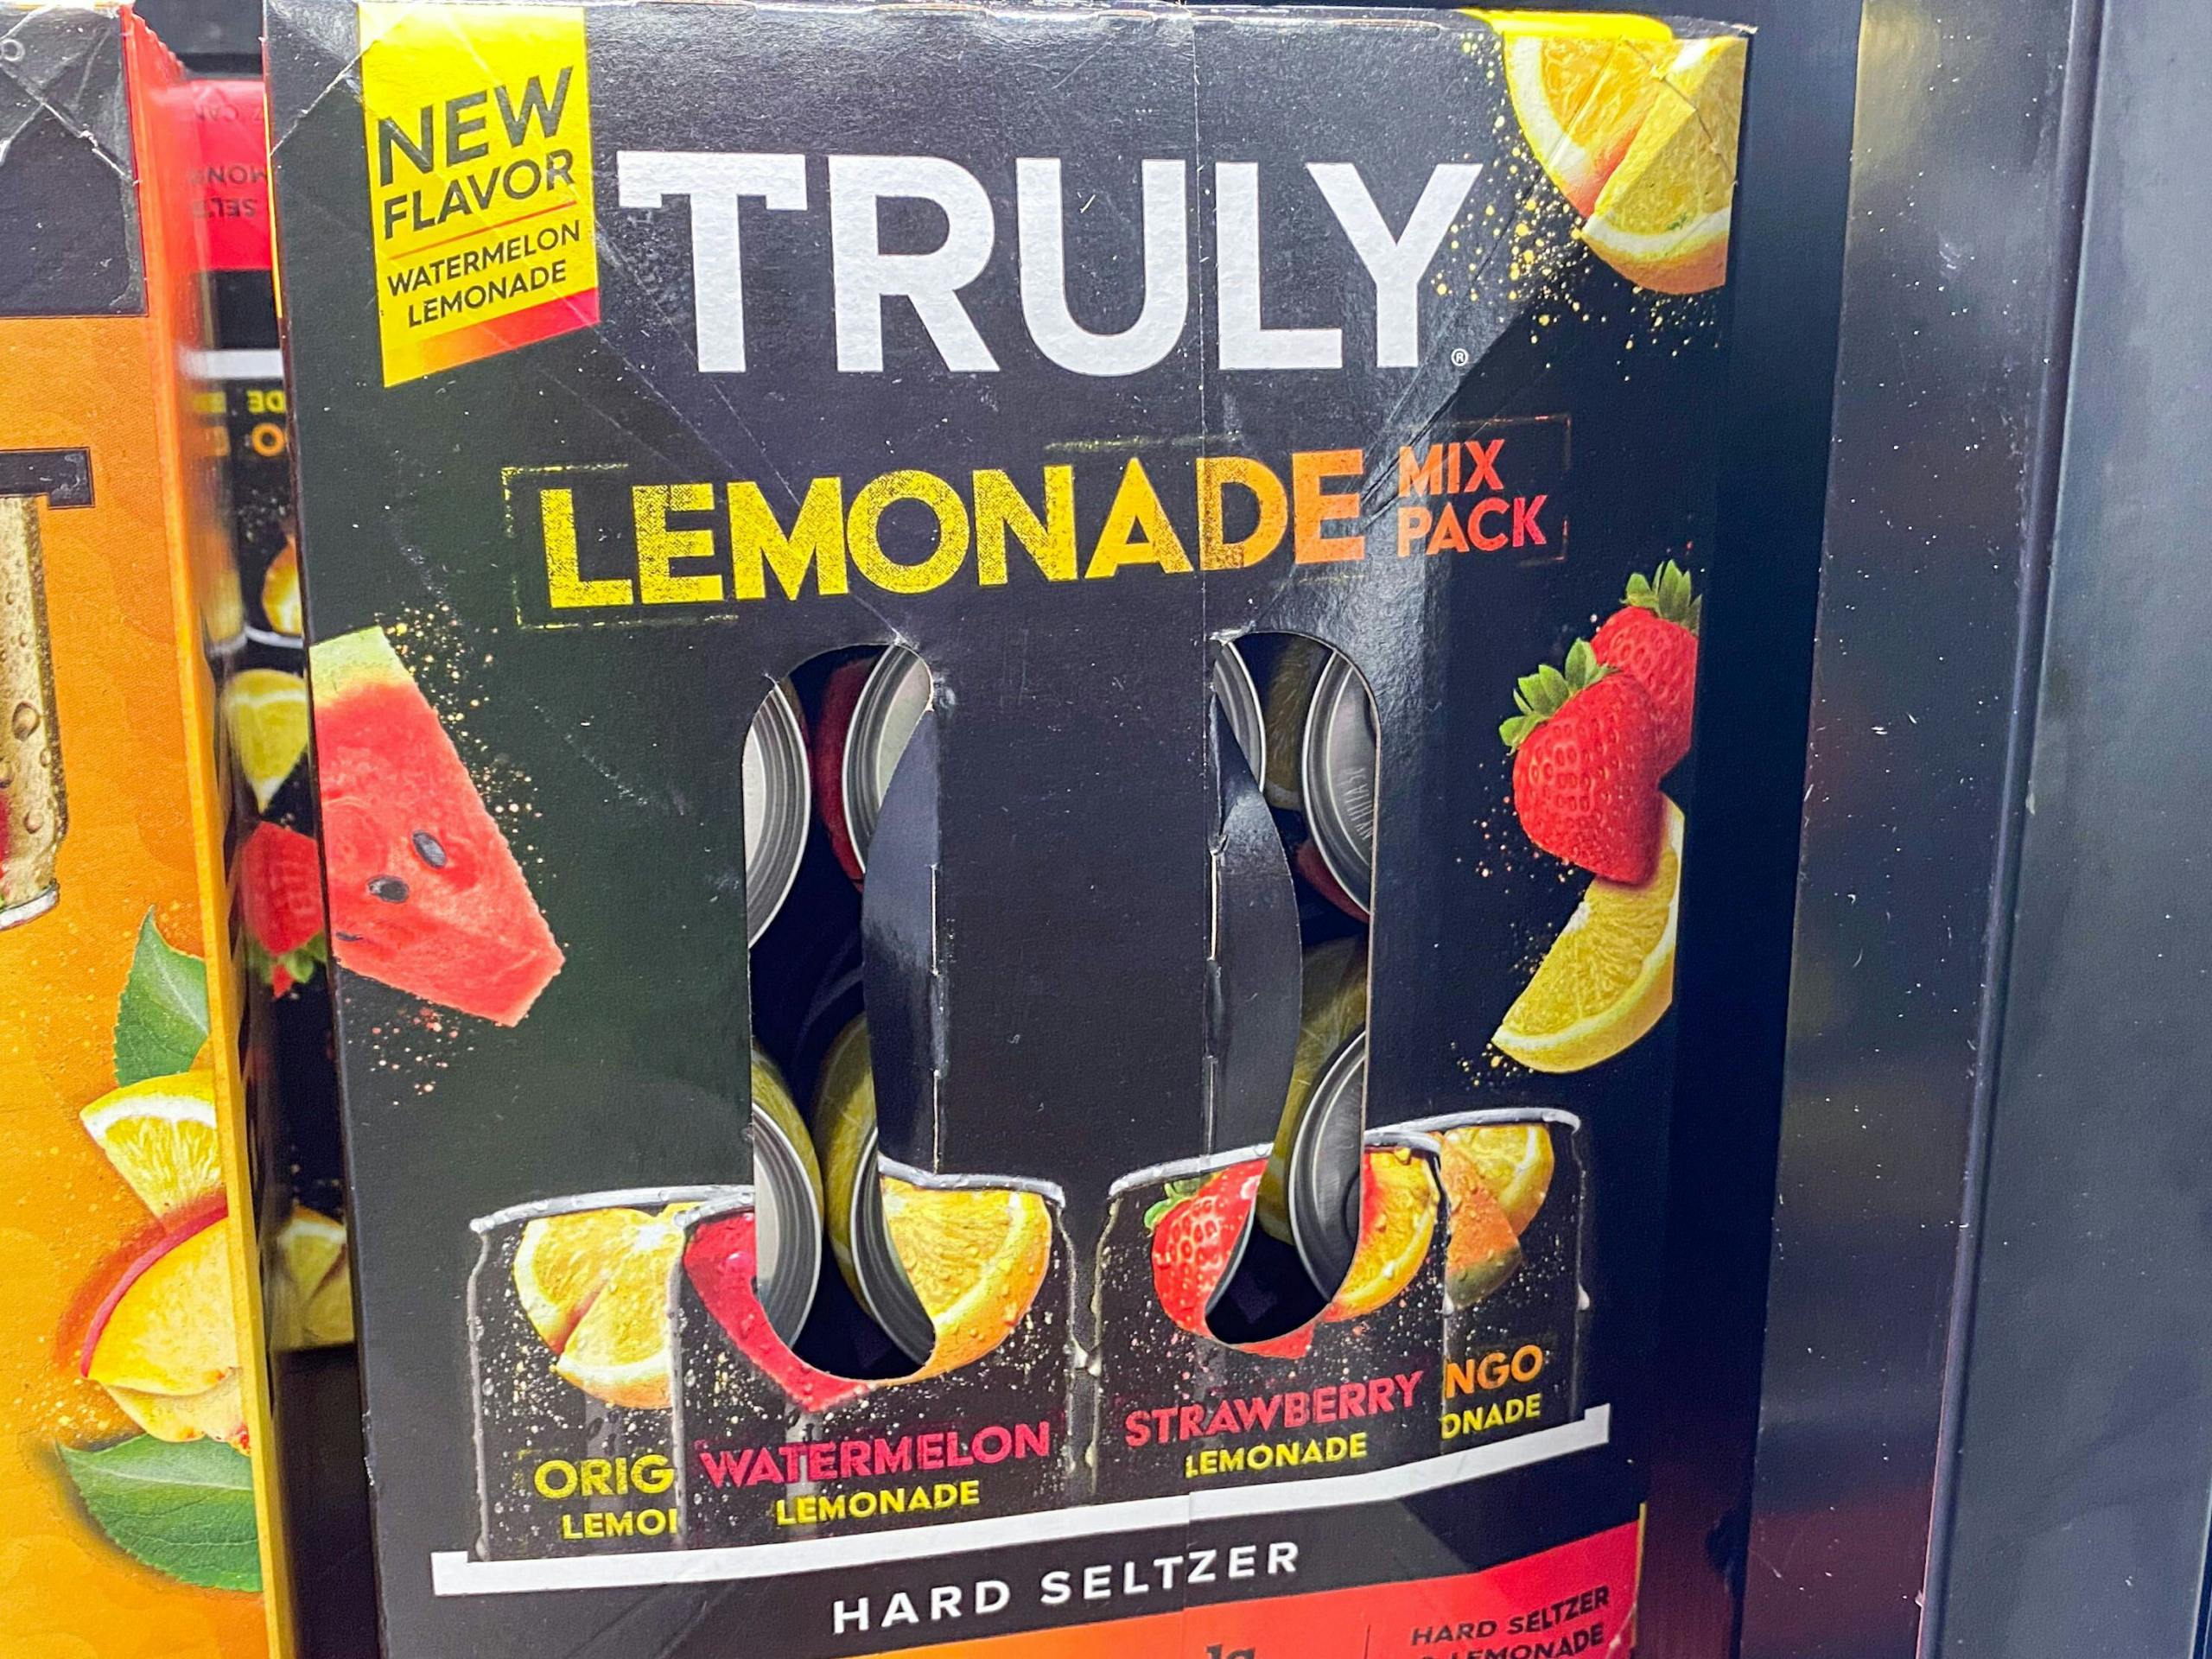 NEW
FLAVOR
WATERMELON
LEMONADE
TRULY®
LEMONADE
MIX
PACK
ORIG
LEMO
WATERMELON
LEMONADE
STRAWBERRY
LEMONADE
NGO
ONADE
HARD SELTZER
HARD SELTZER
LEMONADE